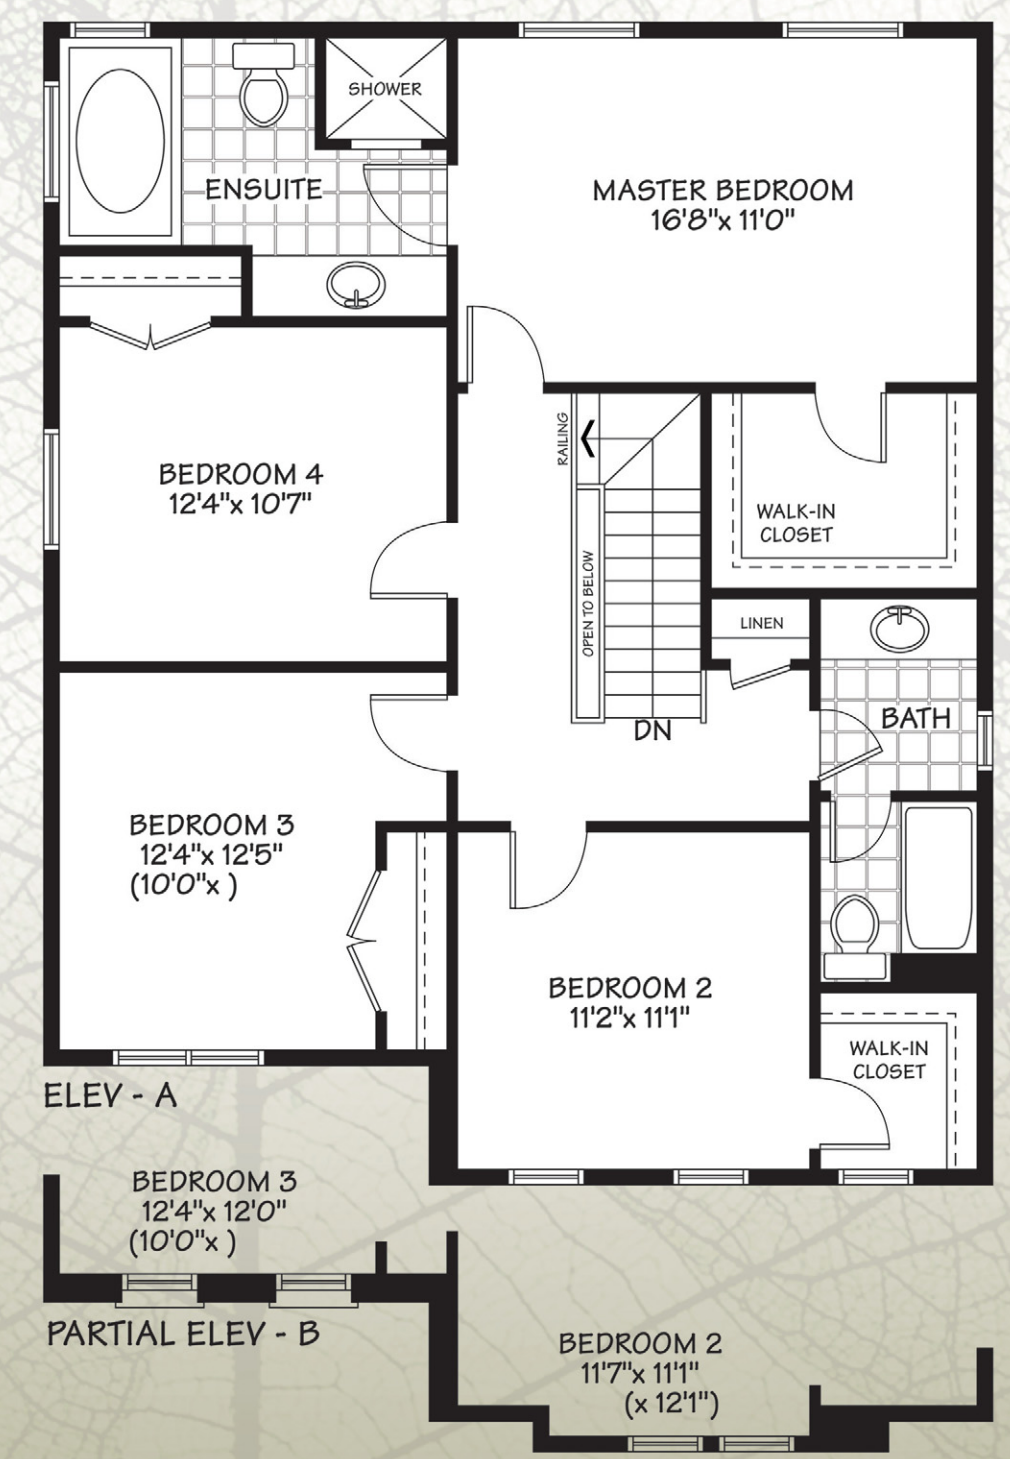 SHOWER
ENSUITE
MASTER BEDROOM
16'8"x 11'0"
RAILING
BEDROOM 4
12'4"x 10'7"
WALK-IN
CLOSET
OPEN TO BELOW
LINEN
BATH
DN
BEDROOM 3
12'4"x 12'5"
(10'0"x )
BEDROOM 2
11'2"x 11'1"
WALK-IN
CLOSET
ELEV - A
BEDROOM 3
12'4"x 12'0"
(10'0"x )
PARTIAL ELEV - B
BEDROOM 2
11'7"x 11'1"
(x 12'1")